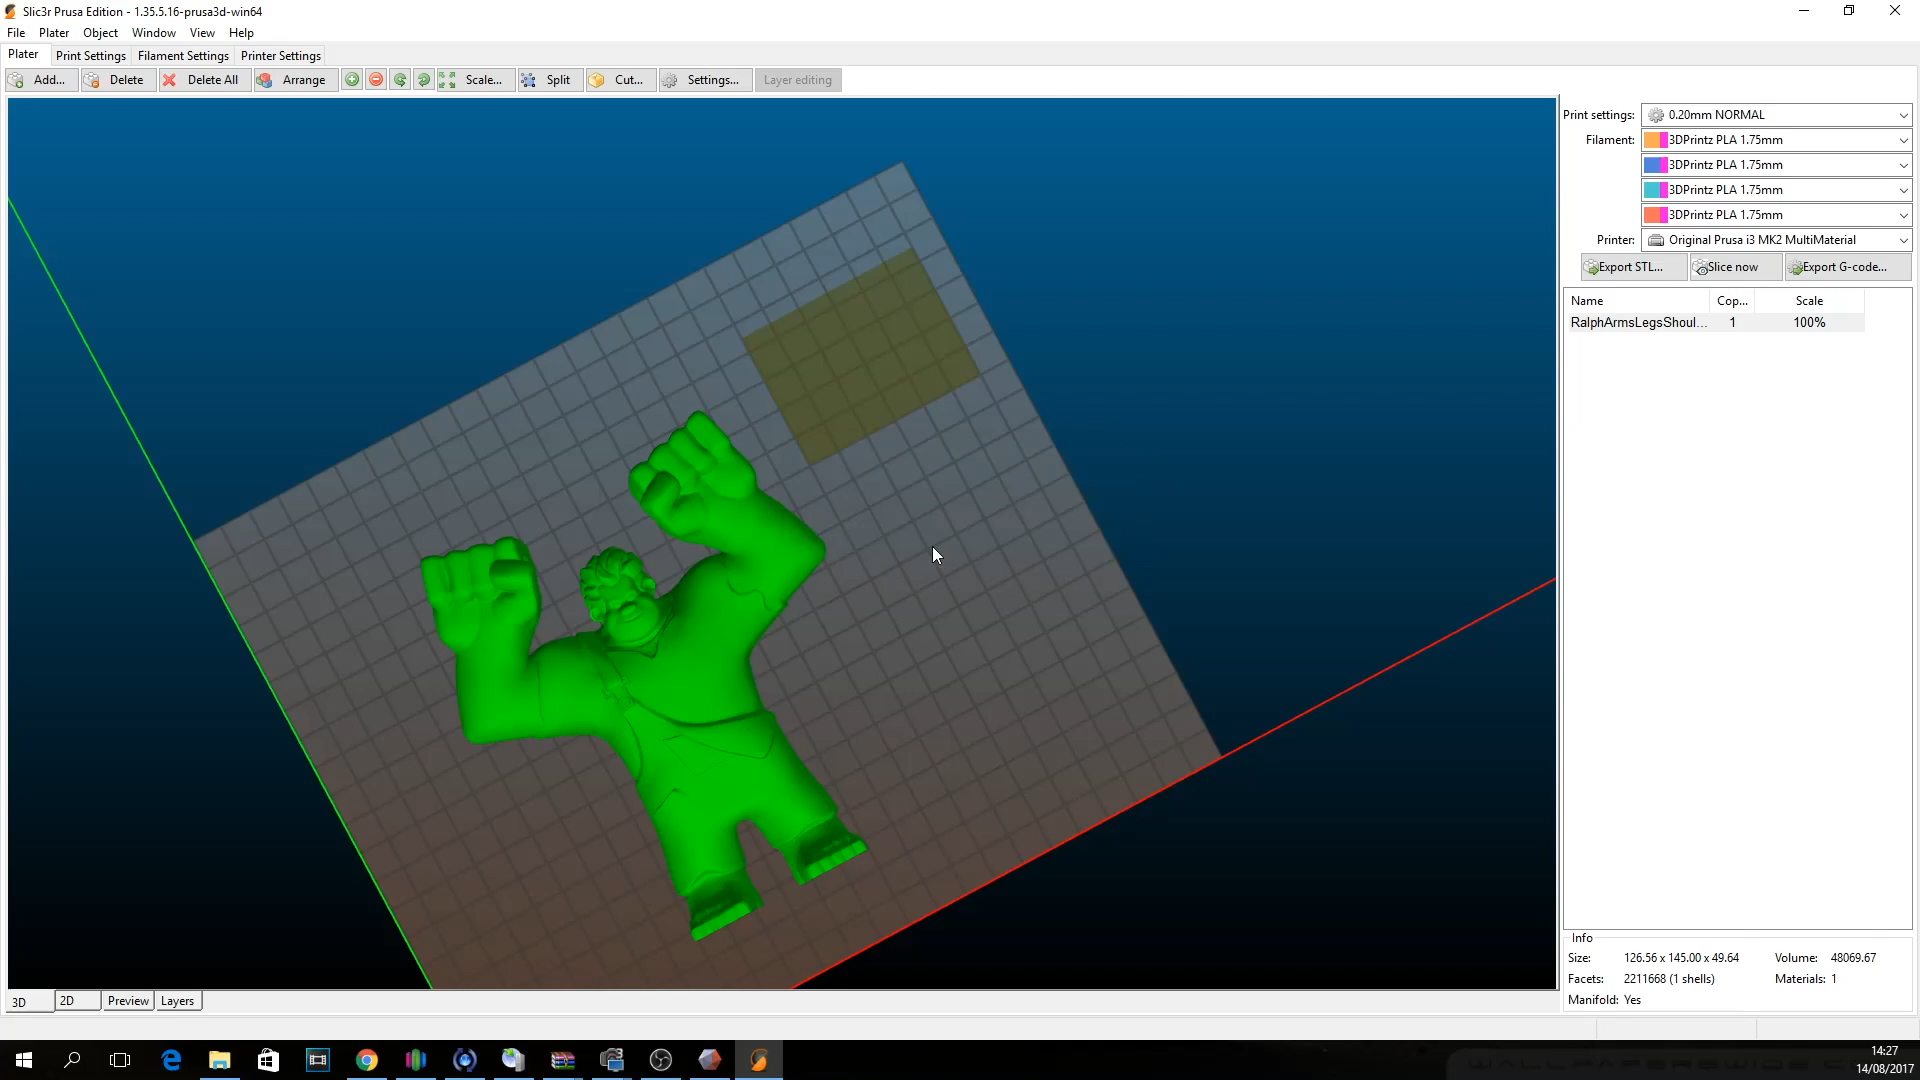 Slic3r Prusa Edition - 1.35.5.16-prusa3d-win64
File Plater Object Window View Help
Plater Print Settings Filament Settings Printer Settings
Add... Delete Delete All Arrange Scale... Split Cut... Settings... Layer editing
Print settings: 0.20mm NORMAL
Filament: 3DPrintz PLA 1.75mm
3DPrintz PLA 1.75mm
3DPrintz PLA 1.75mm
3DPrintz PLA 1.75mm
Printer: Original Prusa i3 MK2 MultiMaterial
Export STL... Slice now Export G-code...
Name Cop... Scale
RalphArmsLegsShoul... 1 100%
Info
Size: 126.56 x 145.00 x 49.64 Volume: 48069.67
Facets: 2211668 (1 shells) Materials: 1
Manifold: Yes
3D 2D Preview Layers
14:27
14/08/2017